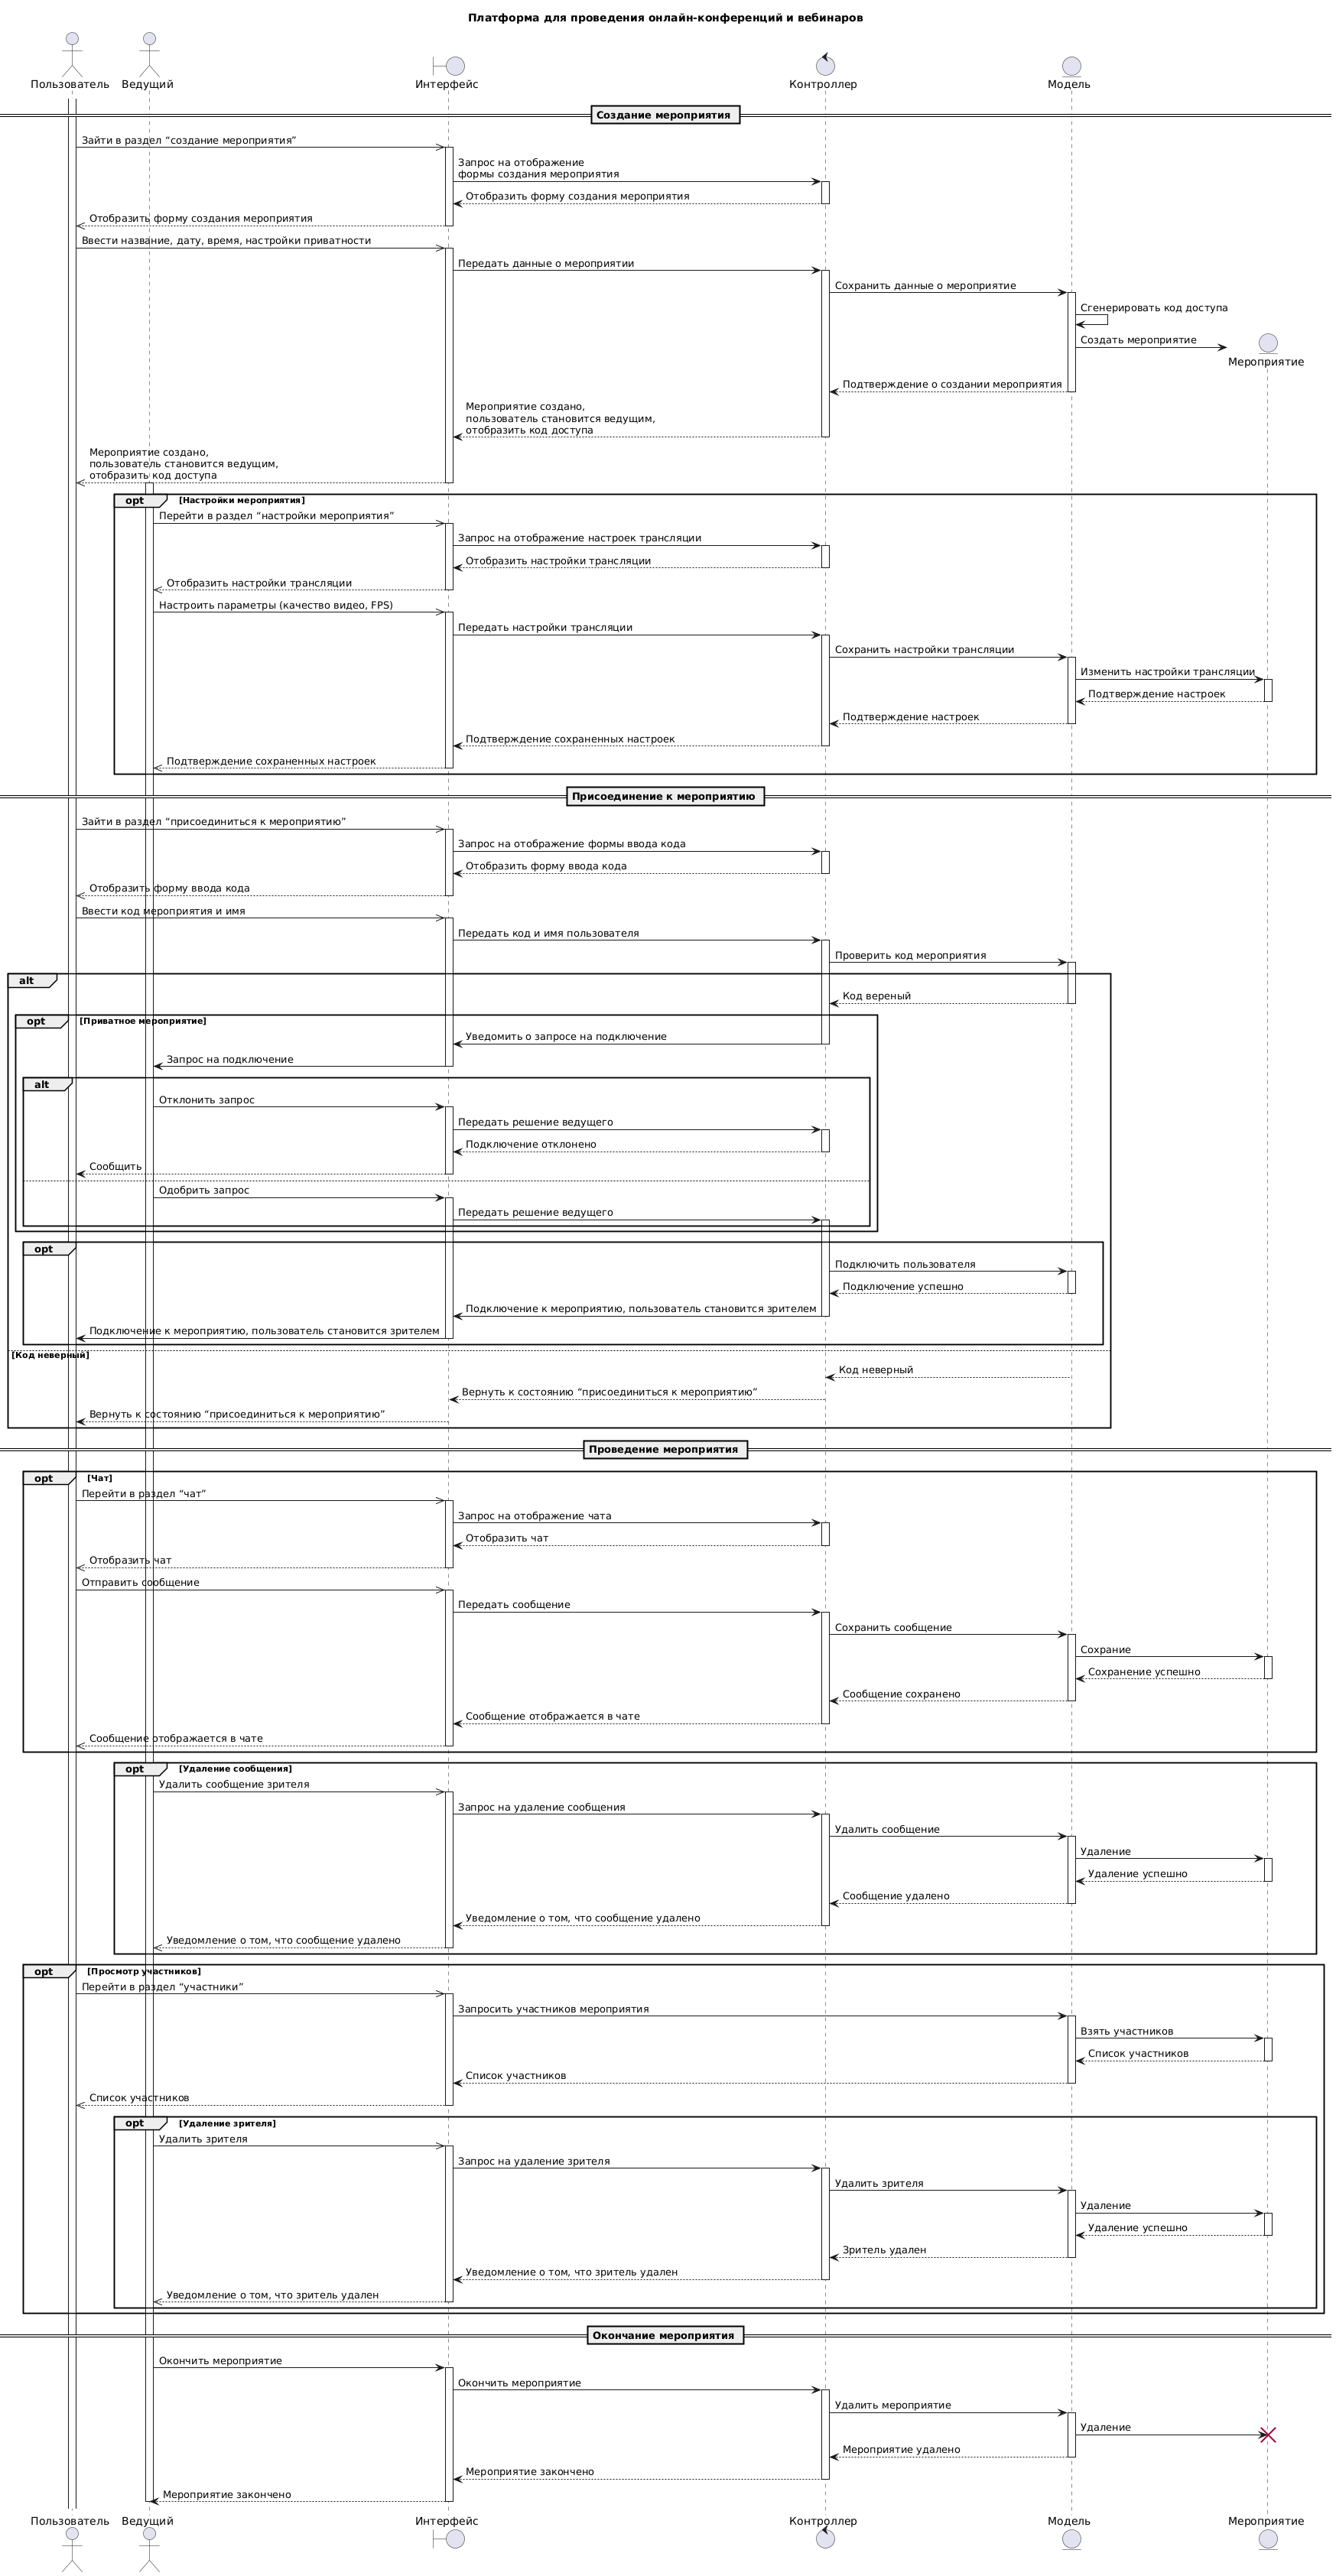 Платформа для проведения онлайн-конференций и вебинаров
Пользователь
Ведущий
Интерфейс
Контроллер
Модель
Создание мероприятия
Зайти в раздел “создание мероприятия”
Запрос на отображение
формы создания мероприятия
Отобразить форму создания мероприятия
Отобразить форму создания мероприятия
Ввести название, дату, время, настройки приватности
Передать данные о мероприятии
Сохранить данные о мероприятие
Сгенерировать код доступа
Создать мероприятие
Мероприятие
Подтверждение о создании мероприятия
Мероприятие создано,
пользователь становится ведущим,
отобразить код доступа
Мероприятие создано,
пользователь становится ведущим,
отобразить код доступа
opt [Настройки мероприятия]
Перейти в раздел “настройки мероприятия”
Запрос на отображение настроек трансляции
Отобразить настройки трансляции
Отобразить настройки трансляции
Настроить параметры (качество видео, FPS)
Передать настройки трансляции
Сохранить настройки трансляции
Изменить настройки трансляции
Подтверждение настроек
Подтверждение настроек
Подтверждение сохраненных настроек
Подтверждение сохраненных настроек
Присоединение к мероприятию
Зайти в раздел “присоединиться к мероприятию”
Запрос на отображение формы ввода кода
Отобразить форму ввода кода
Отобразить форму ввода кода
Ввести код мероприятия и имя
Передать код и имя пользователя
Проверить код мероприятия
alt
Код вереный
opt [Приватное мероприятие]
Уведомить о запросе на подключение
Запрос на подключение
alt
Отклонить запрос
Передать решение ведущего
Подключение отклонено
Сообщить
Одобрить запрос
Передать решение ведущего
opt
Подключить пользователя
Подключение успешно
Подключение к мероприятию, пользователь становится зрителем
Подключение к мероприятию, пользователь становится зрителем
[Код неверный]
Код неверный
Вернуть к состоянию “присоединиться к мероприятию”
Вернуть к состоянию “присоединиться к мероприятию”
Проведение мероприятия
opt [Чат]
Перейти в раздел “чат”
Запрос на отображение чата
Отобразить чат
Отобразить чат
Отправить сообщение
Передать сообщение
Сохранить сообщение
Сохрание
Сохранение успешно
Сообщение сохранено
Сообщение отображается в чате
Сообщение отображается в чате
opt [Удаление сообщения]
Удалить сообщение зрителя
Запрос на удаление сообщения
Удалить сообщение
Удаление
Удаление успешно
Сообщение удалено
Уведомление о том, что сообщение удалено
Уведомление о том, что сообщение удалено
opt [Просмотр участников]
Перейти в раздел “участники”
Запросить участников мероприятия
Взять участников
Список участников
Список участников
Список участников
opt [Удаление зрителя]
Удалить зрителя
Запрос на удаление зрителя
Удалить зрителя
Удаление
Удаление успешно
Зритель удален
Уведомление о том, что зритель удален
Уведомление о том, что зритель удален
Окончание мероприятия
Окончить мероприятие
Окончить мероприятие
Удалить мероприятие
Удаление
Мероприятие удалено
Мероприятие закончено
Мероприятие закончено
Пользователь
Ведущий
Интерфейс
Контроллер
Модель
Мероприятие